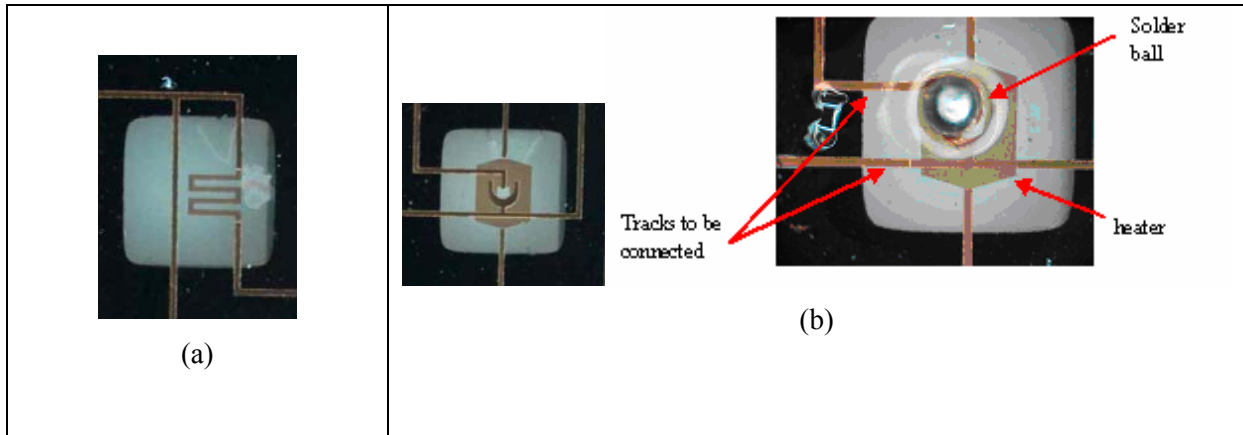 Solder
ball
Tracks to be
connected
heater
(a)
(b)